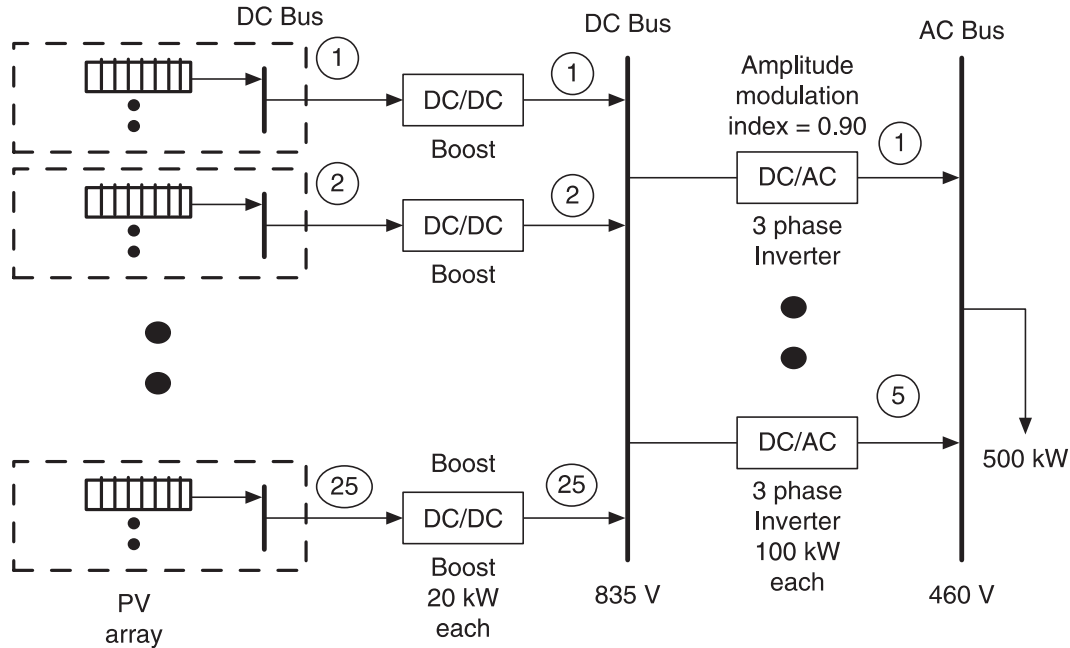 DC Bus
DC Bus
AC Bus
1
DC/DC
Boost
1
Amplitude
modulation
index = 0.90
DC/AC
1
3 phase
Inverter
2
DC/DC
Boost
2
DC/AC
5
3 phase
Inverter
100 kW
each
500 kW
25
Boost
DC/DC
Boost
20 kW
each
25
PV
array
835 V
460 V